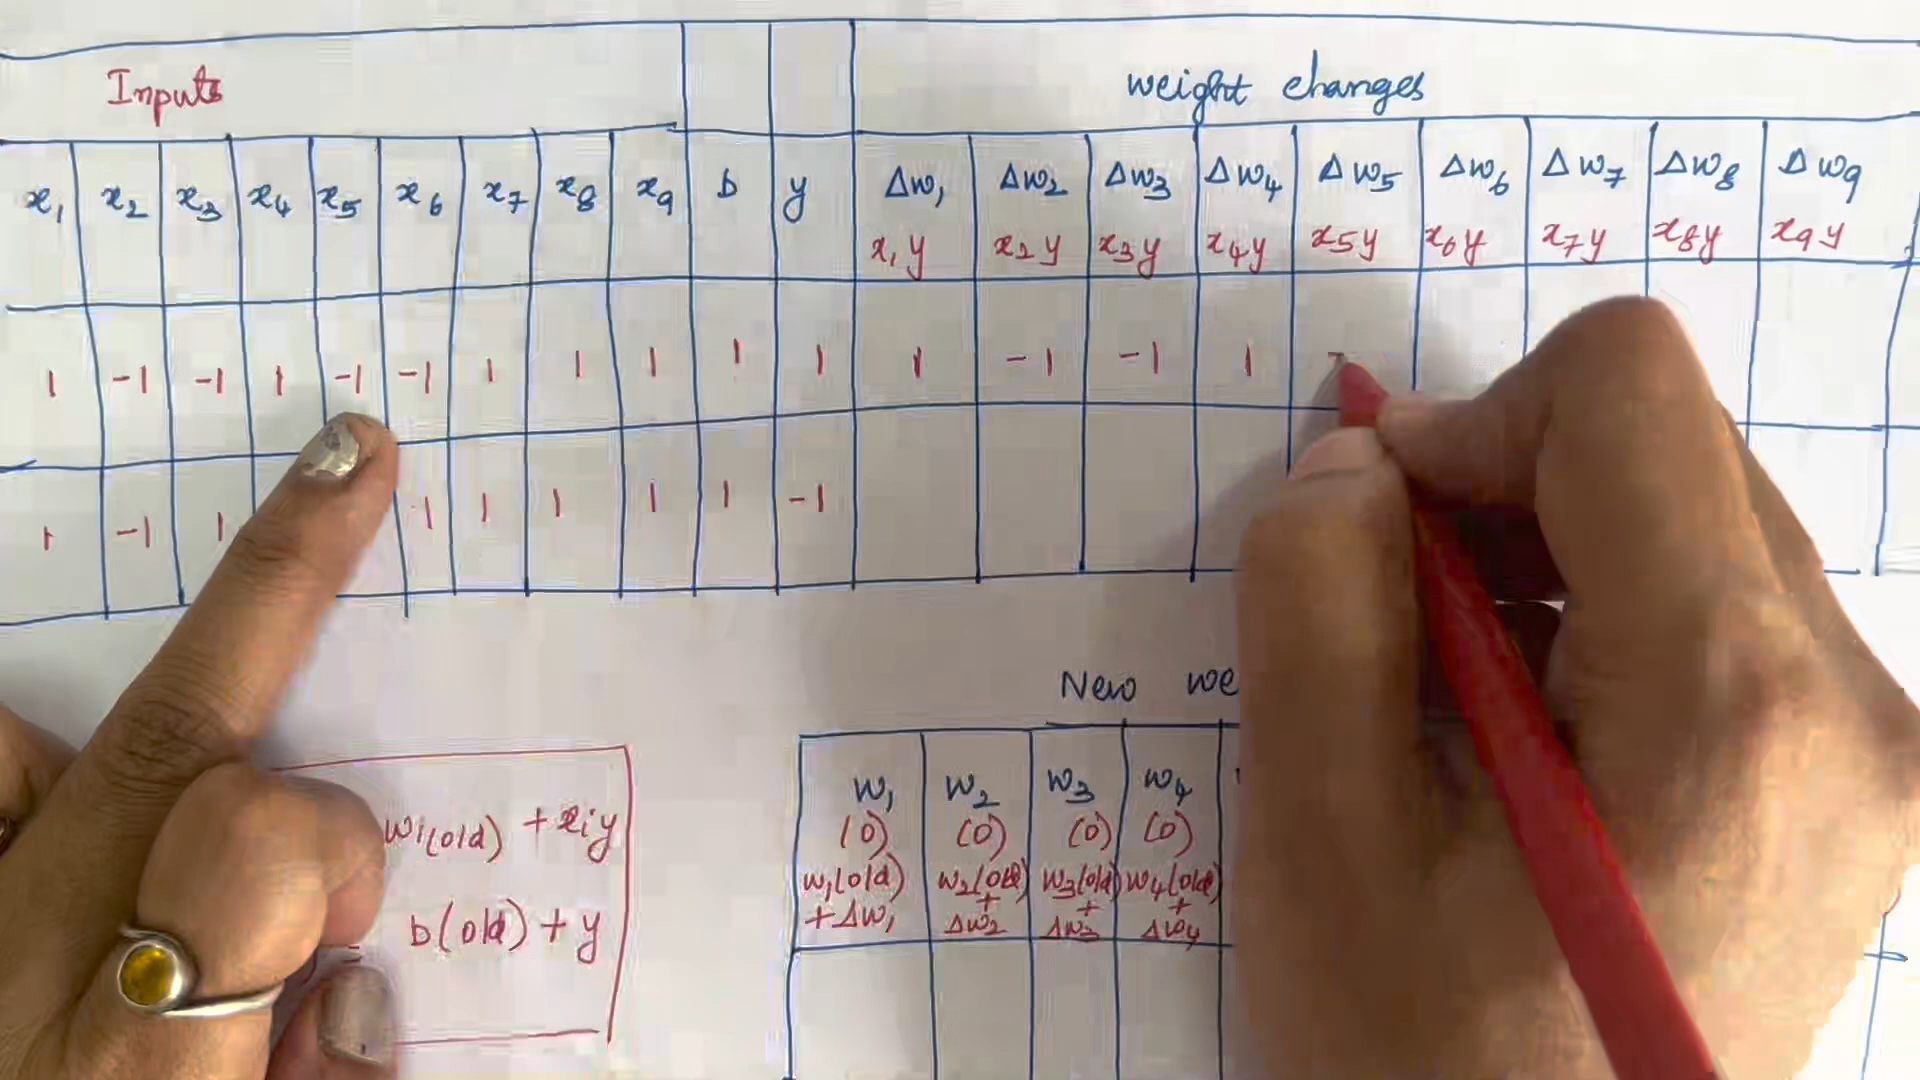 Inputs weight changes
x₁ x₂ x₃ x₄ x₅ x₆ x₇ x₈ x₉ b y Δw₁ Δw₂ Δw₃ Δw₄ Δw₅ Δw₆ Δw₇ Δw₈ Δw₉
x₁y x₂y x₃y x₄y x₅y x₆y x₇y x₈y x₉y
1 -1 -1 1 -1 -1 1 1 1 1 1 1 -1 -1 1 -
1 -1 1 1 1 1 1 1 -1
New
w₁ w₂ w₃ w₄
(0) (0) (0) (0)
w₁(old) w₂(old) w₃(old) w₄(old)
+Δw₁ + Δw₂ + Δw₃ + Δw₄
wi(old) + xiy
= b(old) + y